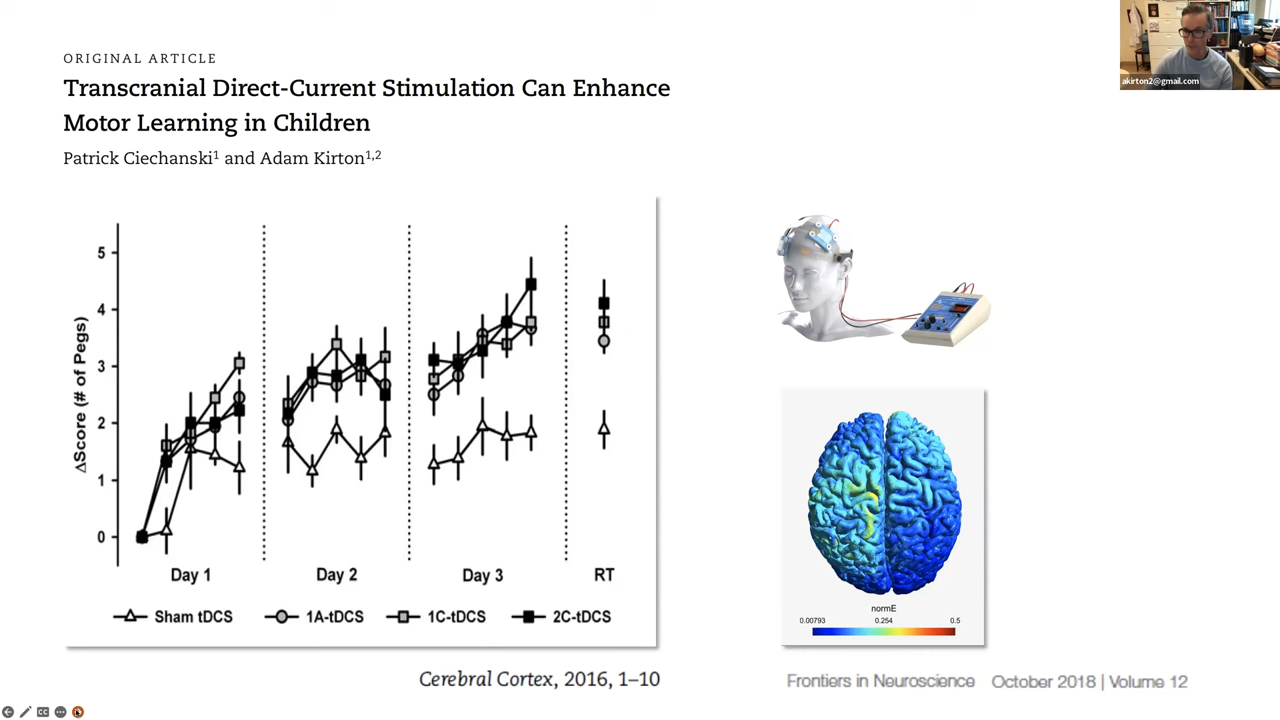 akirton2@gmail.com
ORIGINAL ARTICLE
Transcranial Direct-Current Stimulation Can Enhance
Motor Learning in Children
Patrick Ciechanski1 and Adam Kirton1,2
ΔScore (# of Pegs)
5
4
3
2
1
0
Day 1 Day 2 Day 3 RT
Sham tDCS 1A-tDCS 1C-tDCS 2C-tDCS
Cerebral Cortex, 2016, 1–10
normE
0.00793 0.254 0.5
Frontiers in Neuroscience October 2018 | Volume 12
CC